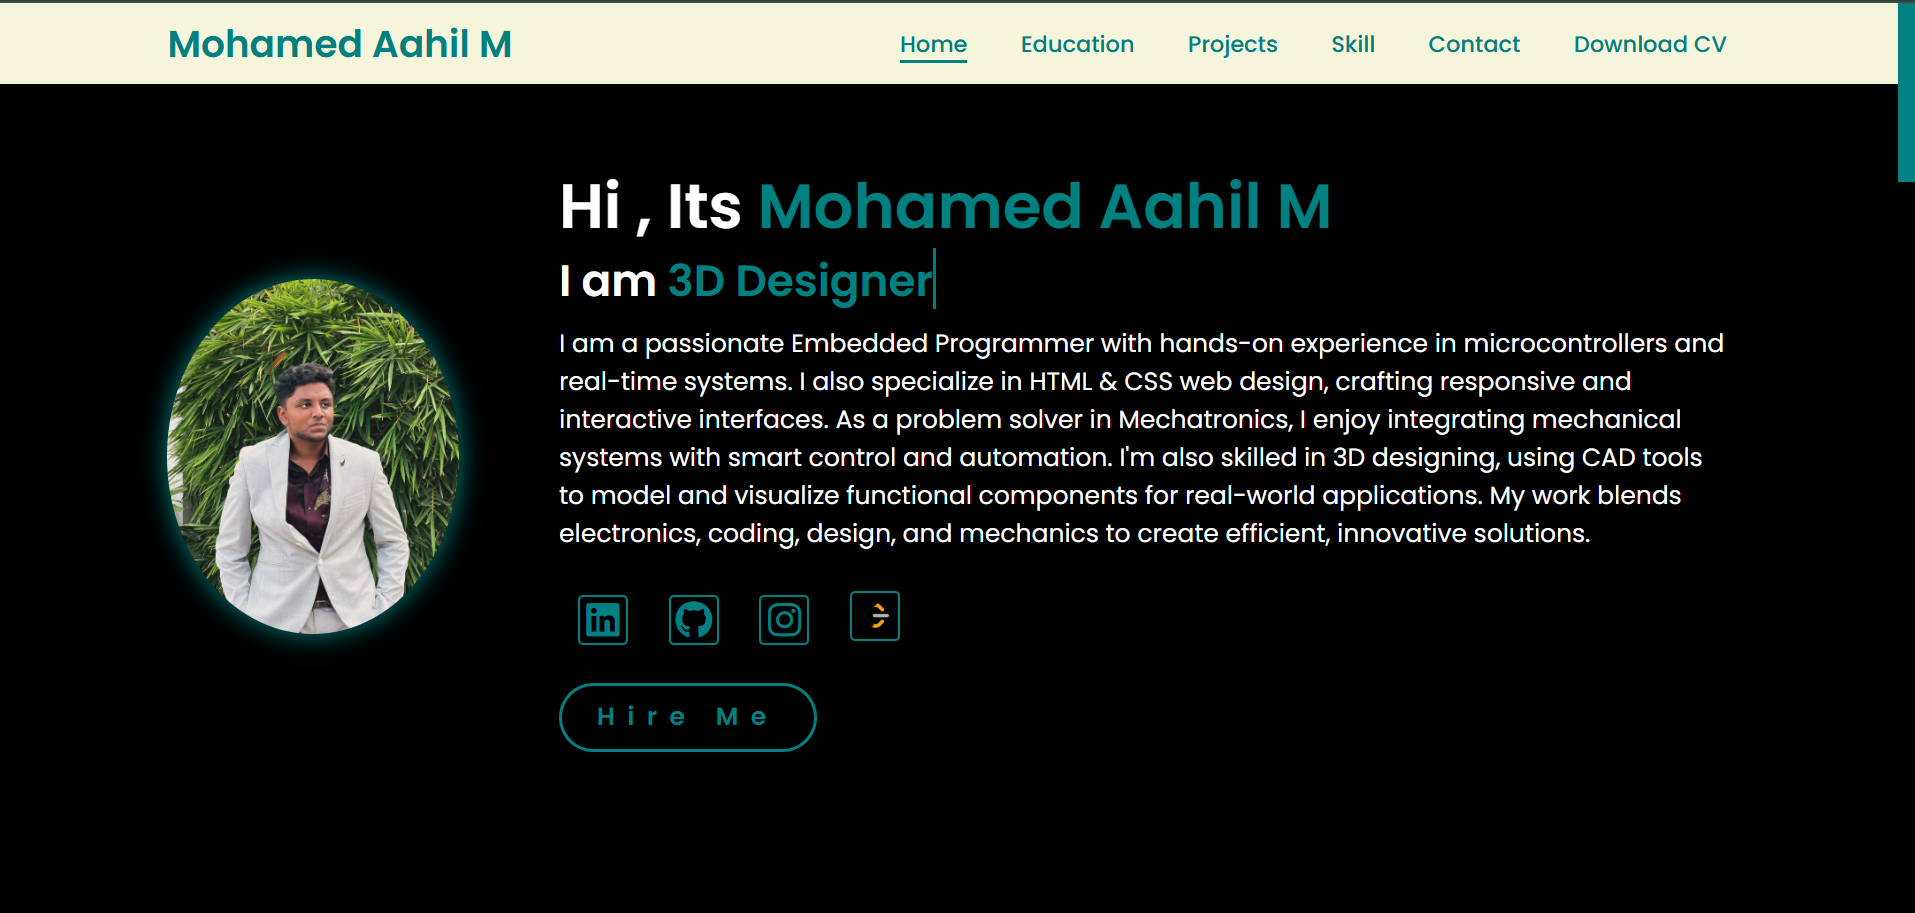 Mohamed Aahil M
Home Education Projects Skill Contact Download CV
Hi , Its Mohamed Aahil M
I am 3D Designer
I am a passionate Embedded Programmer with hands-on experience in microcontrollers and
real-time systems. I also specialize in HTML & CSS web design, crafting responsive and
interactive interfaces. As a problem solver in Mechatronics, I enjoy integrating mechanical
systems with smart control and automation. I'm also skilled in 3D designing, using CAD tools
to model and visualize functional components for real-world applications. My work blends
electronics, coding, design, and mechanics to create efficient, innovative solutions.
in
Hire Me